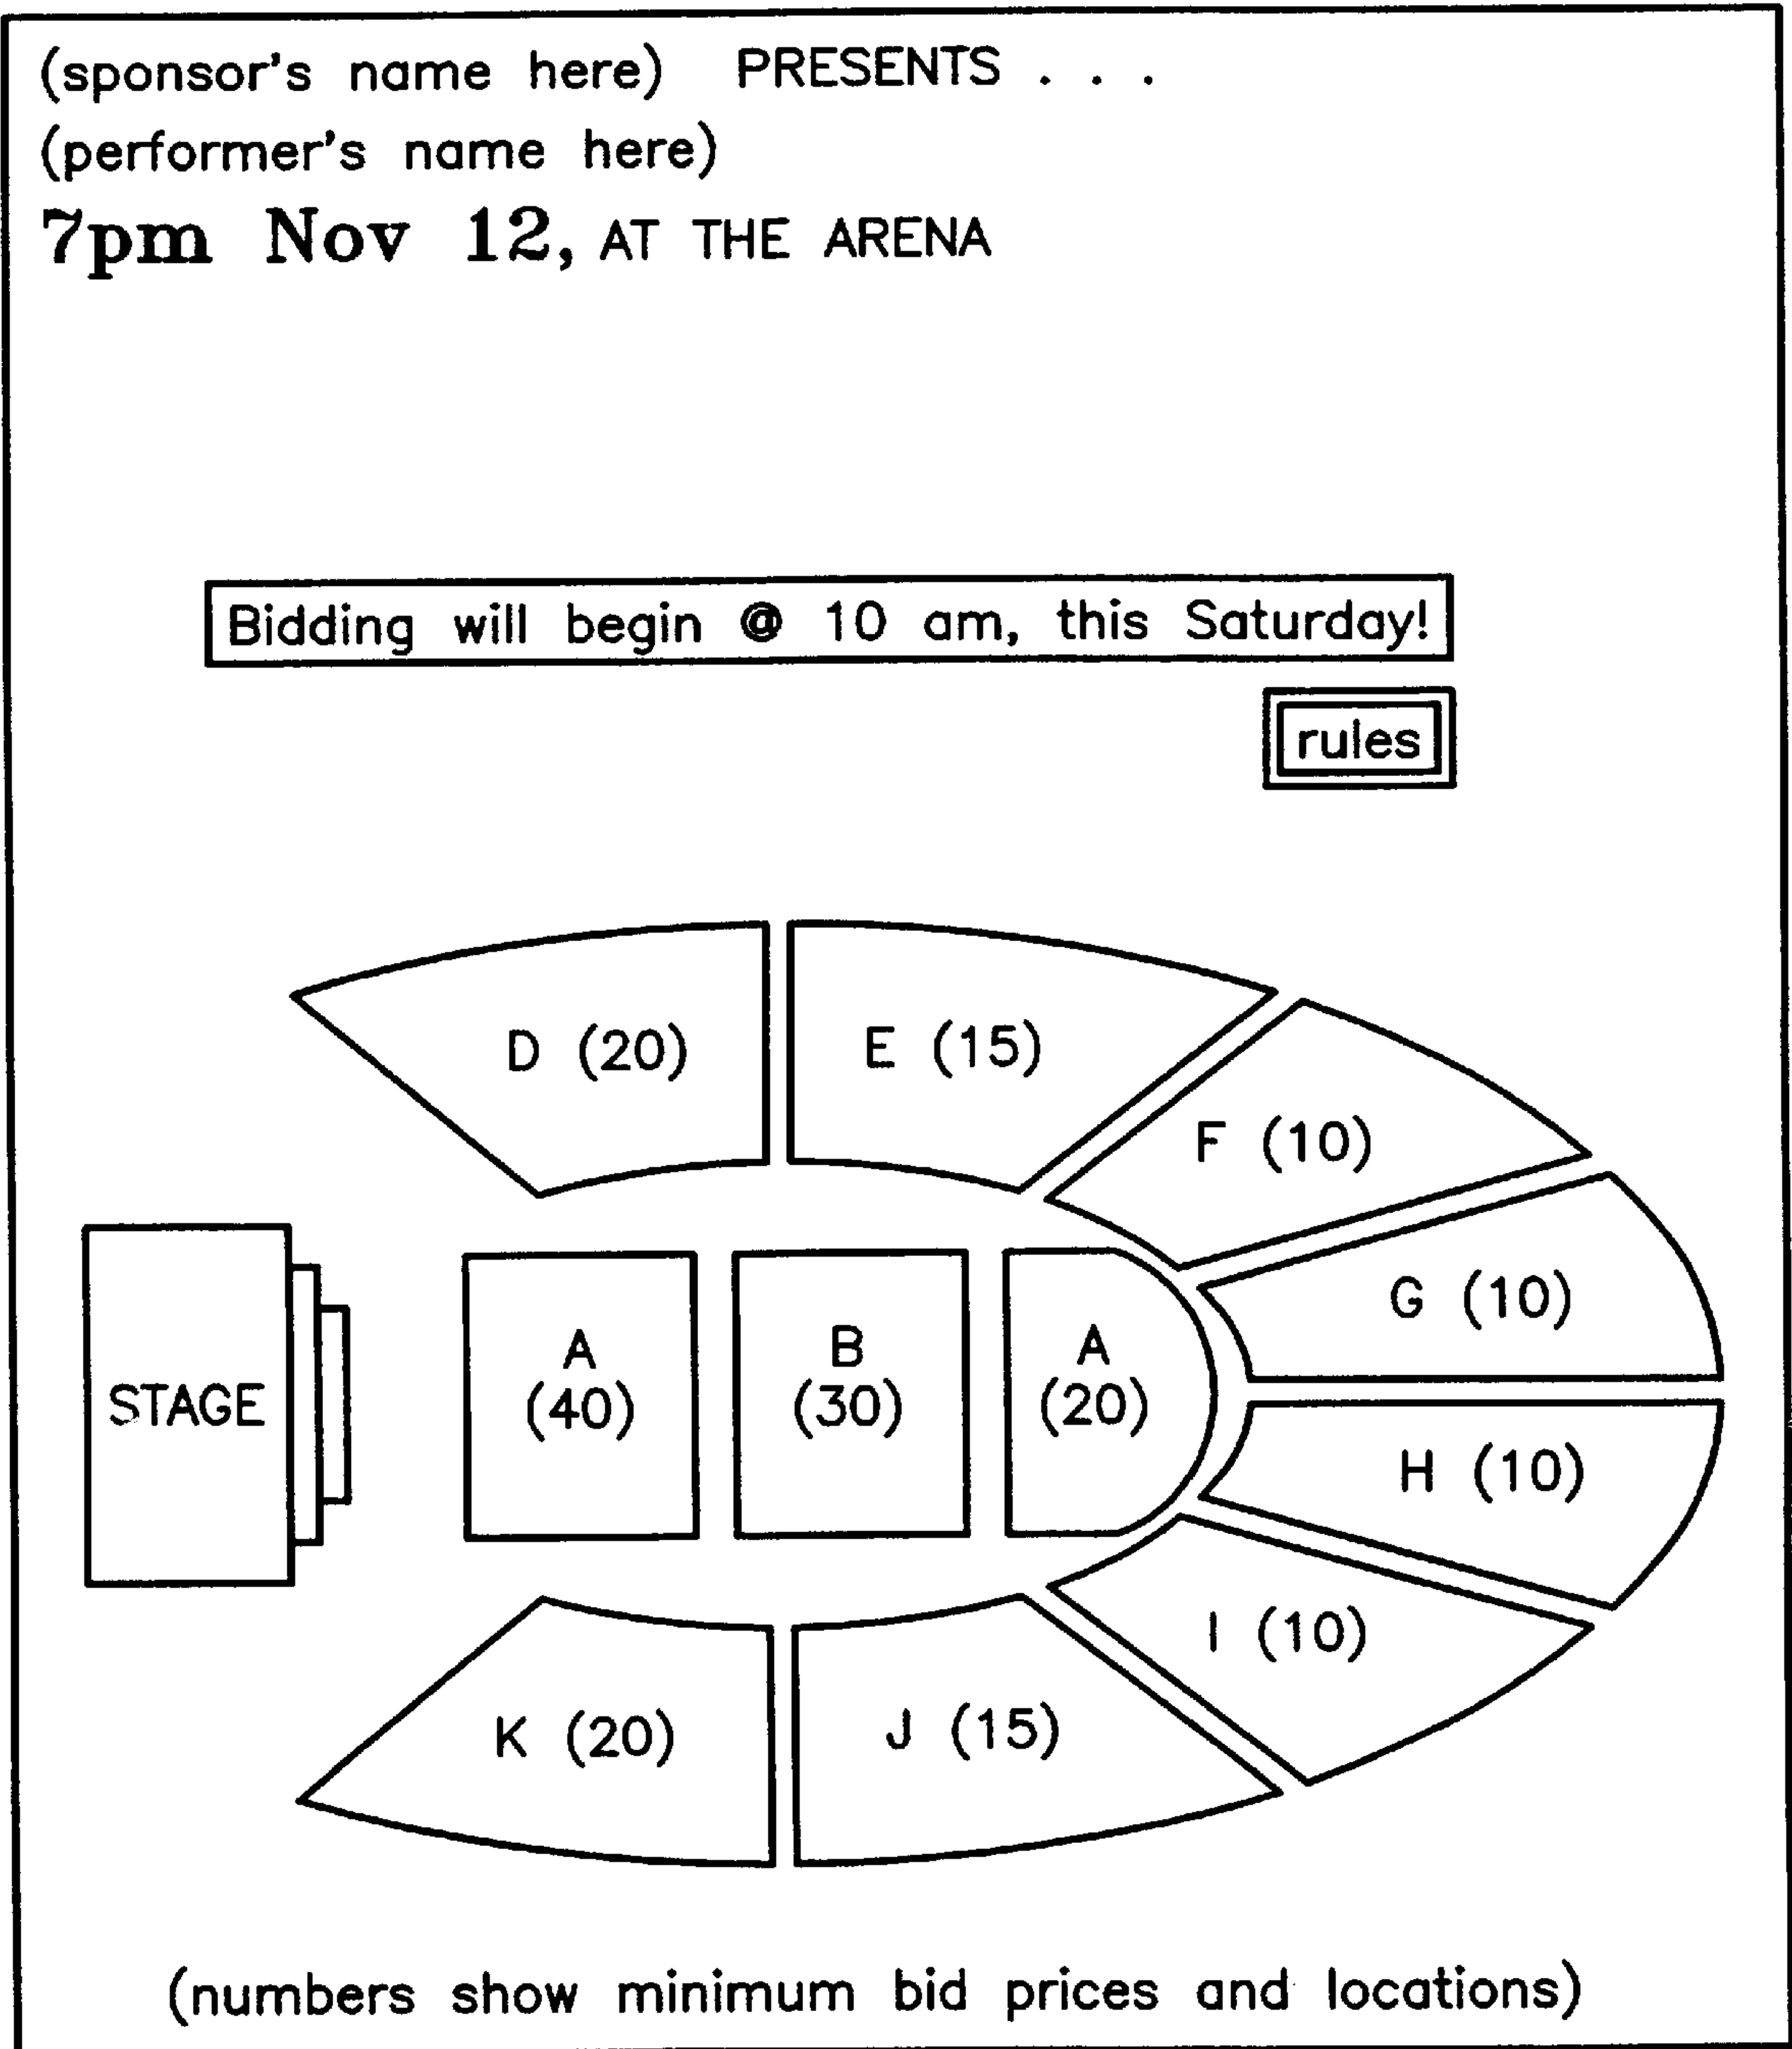 (sponsor's name here) PRESENTS . . .
(performer's name here)
7pm Nov 12, AT THE ARENA
Bidding will begin @ 10 am, this Saturday!
rules
D (20)
E (15)
F (10)
G (10)
STAGE
A
(40)
B
(30)
A
(20)
H (10)
I (10)
K (20)
J (15)
(numbers show minimum bid prices and locations)